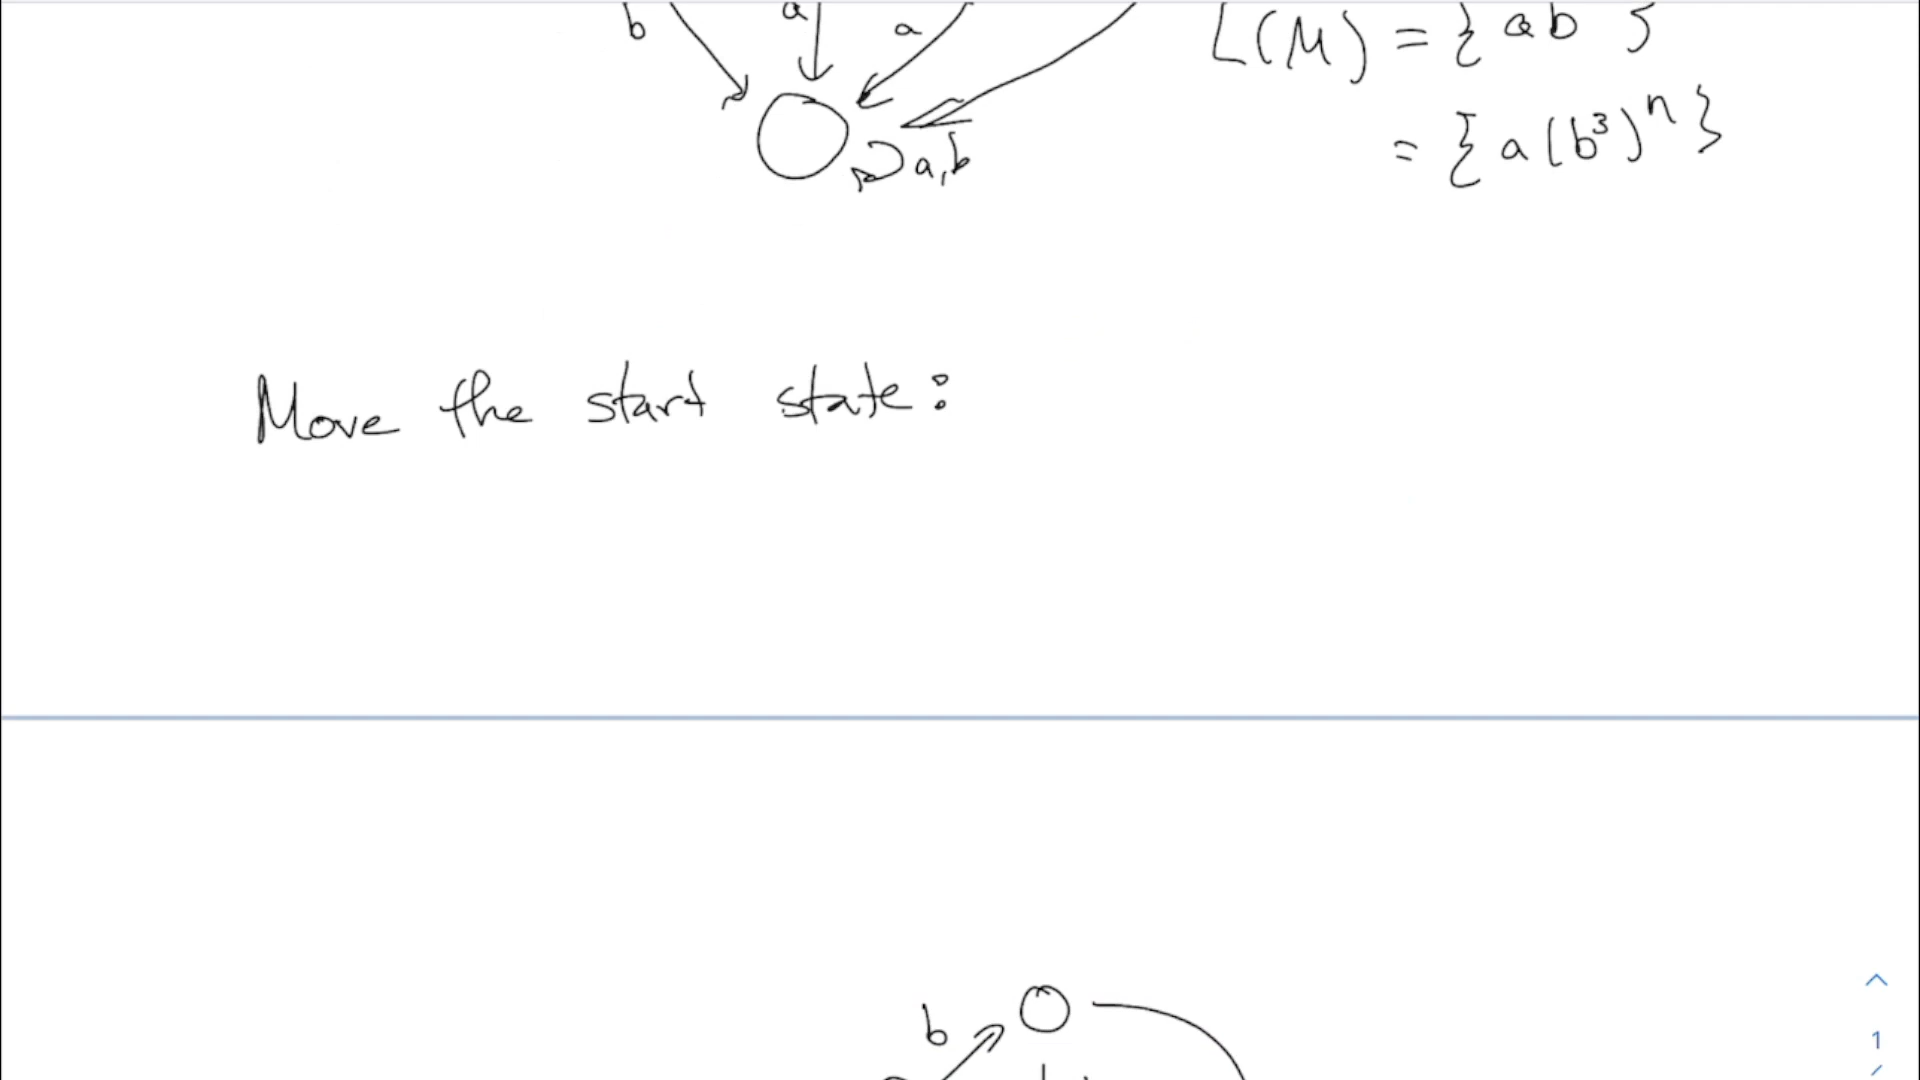 b a a L(M) = { ab }
a,b = { a(b³)ⁿ }
Move the start state:
b
1